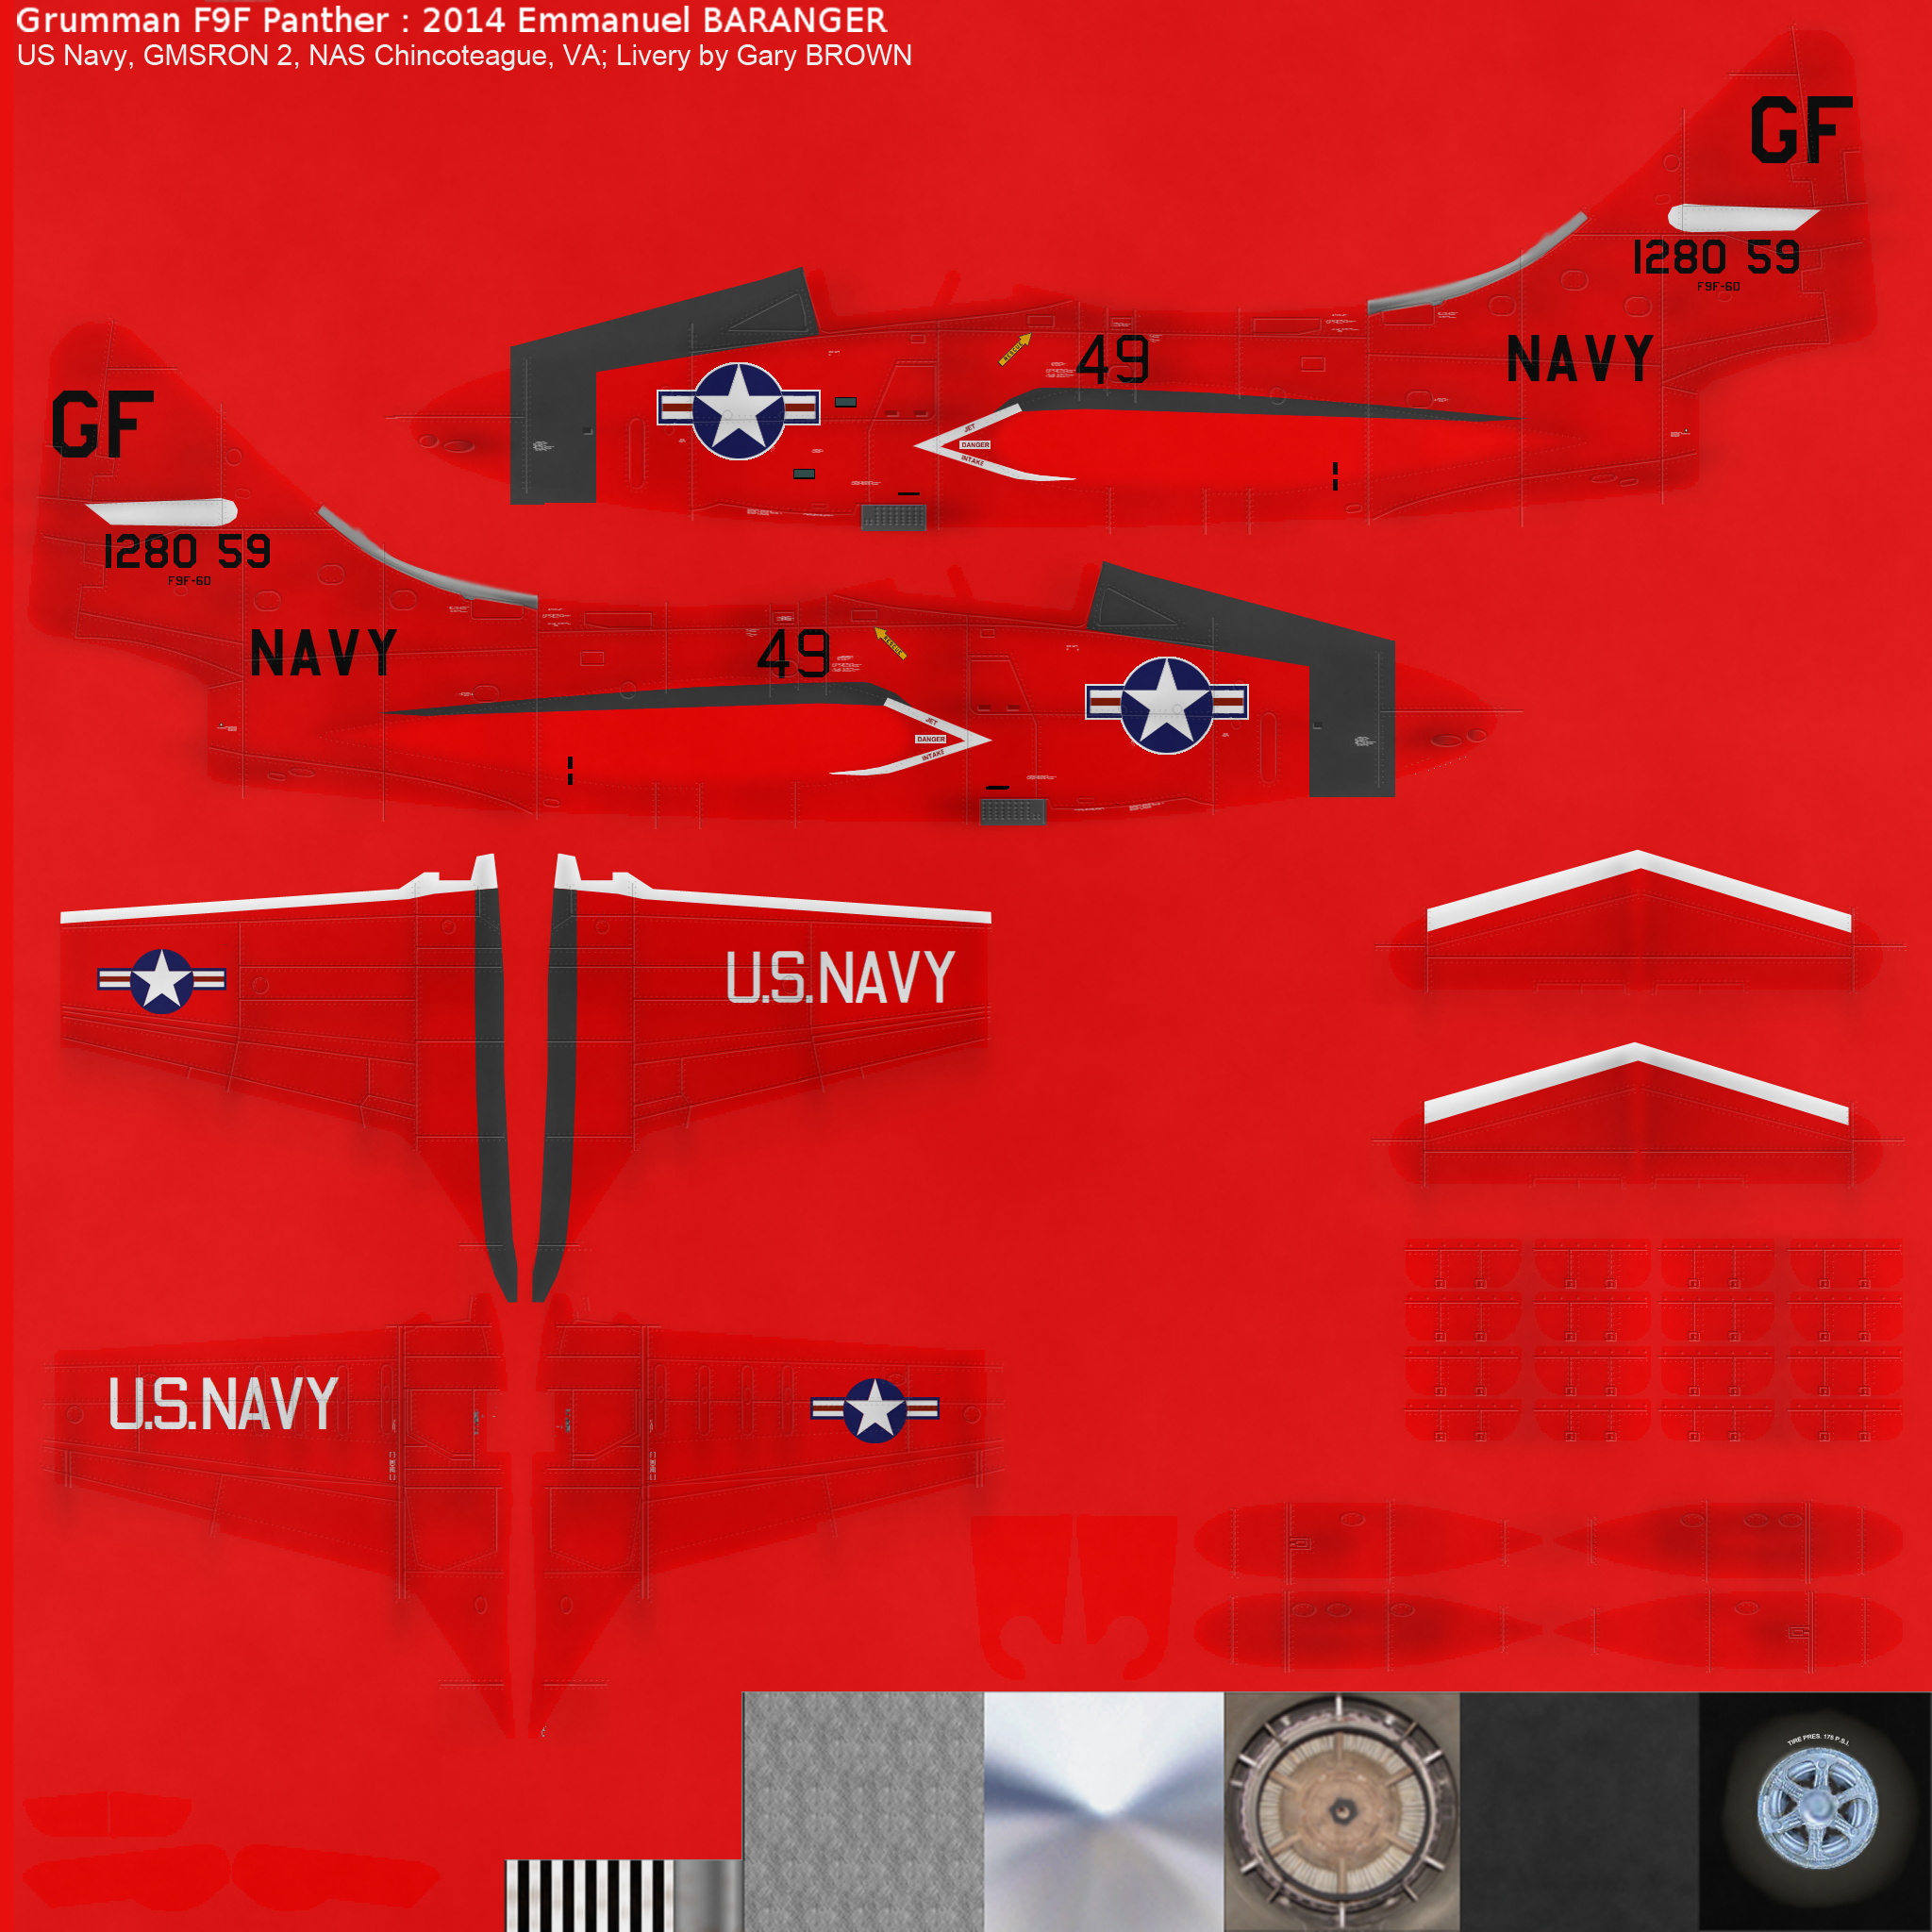 Grumman F9F Panther : 2014 Emmanuel BARANGER
US Navy, GMSRON 2, NAS Chincoteague, VA; Livery by Gary BROWN
GF
1280 59
F9F-6D
NAVY
RESCUE
49
JET
DANGER
INTAKE
GF
1280 59
F9F-6D
NAVY
49
RESCUE
JET
DANGER
INTAKE
U.S.NAVY
U.S.NAVY
TIRE PRES. 175 P.S.I.